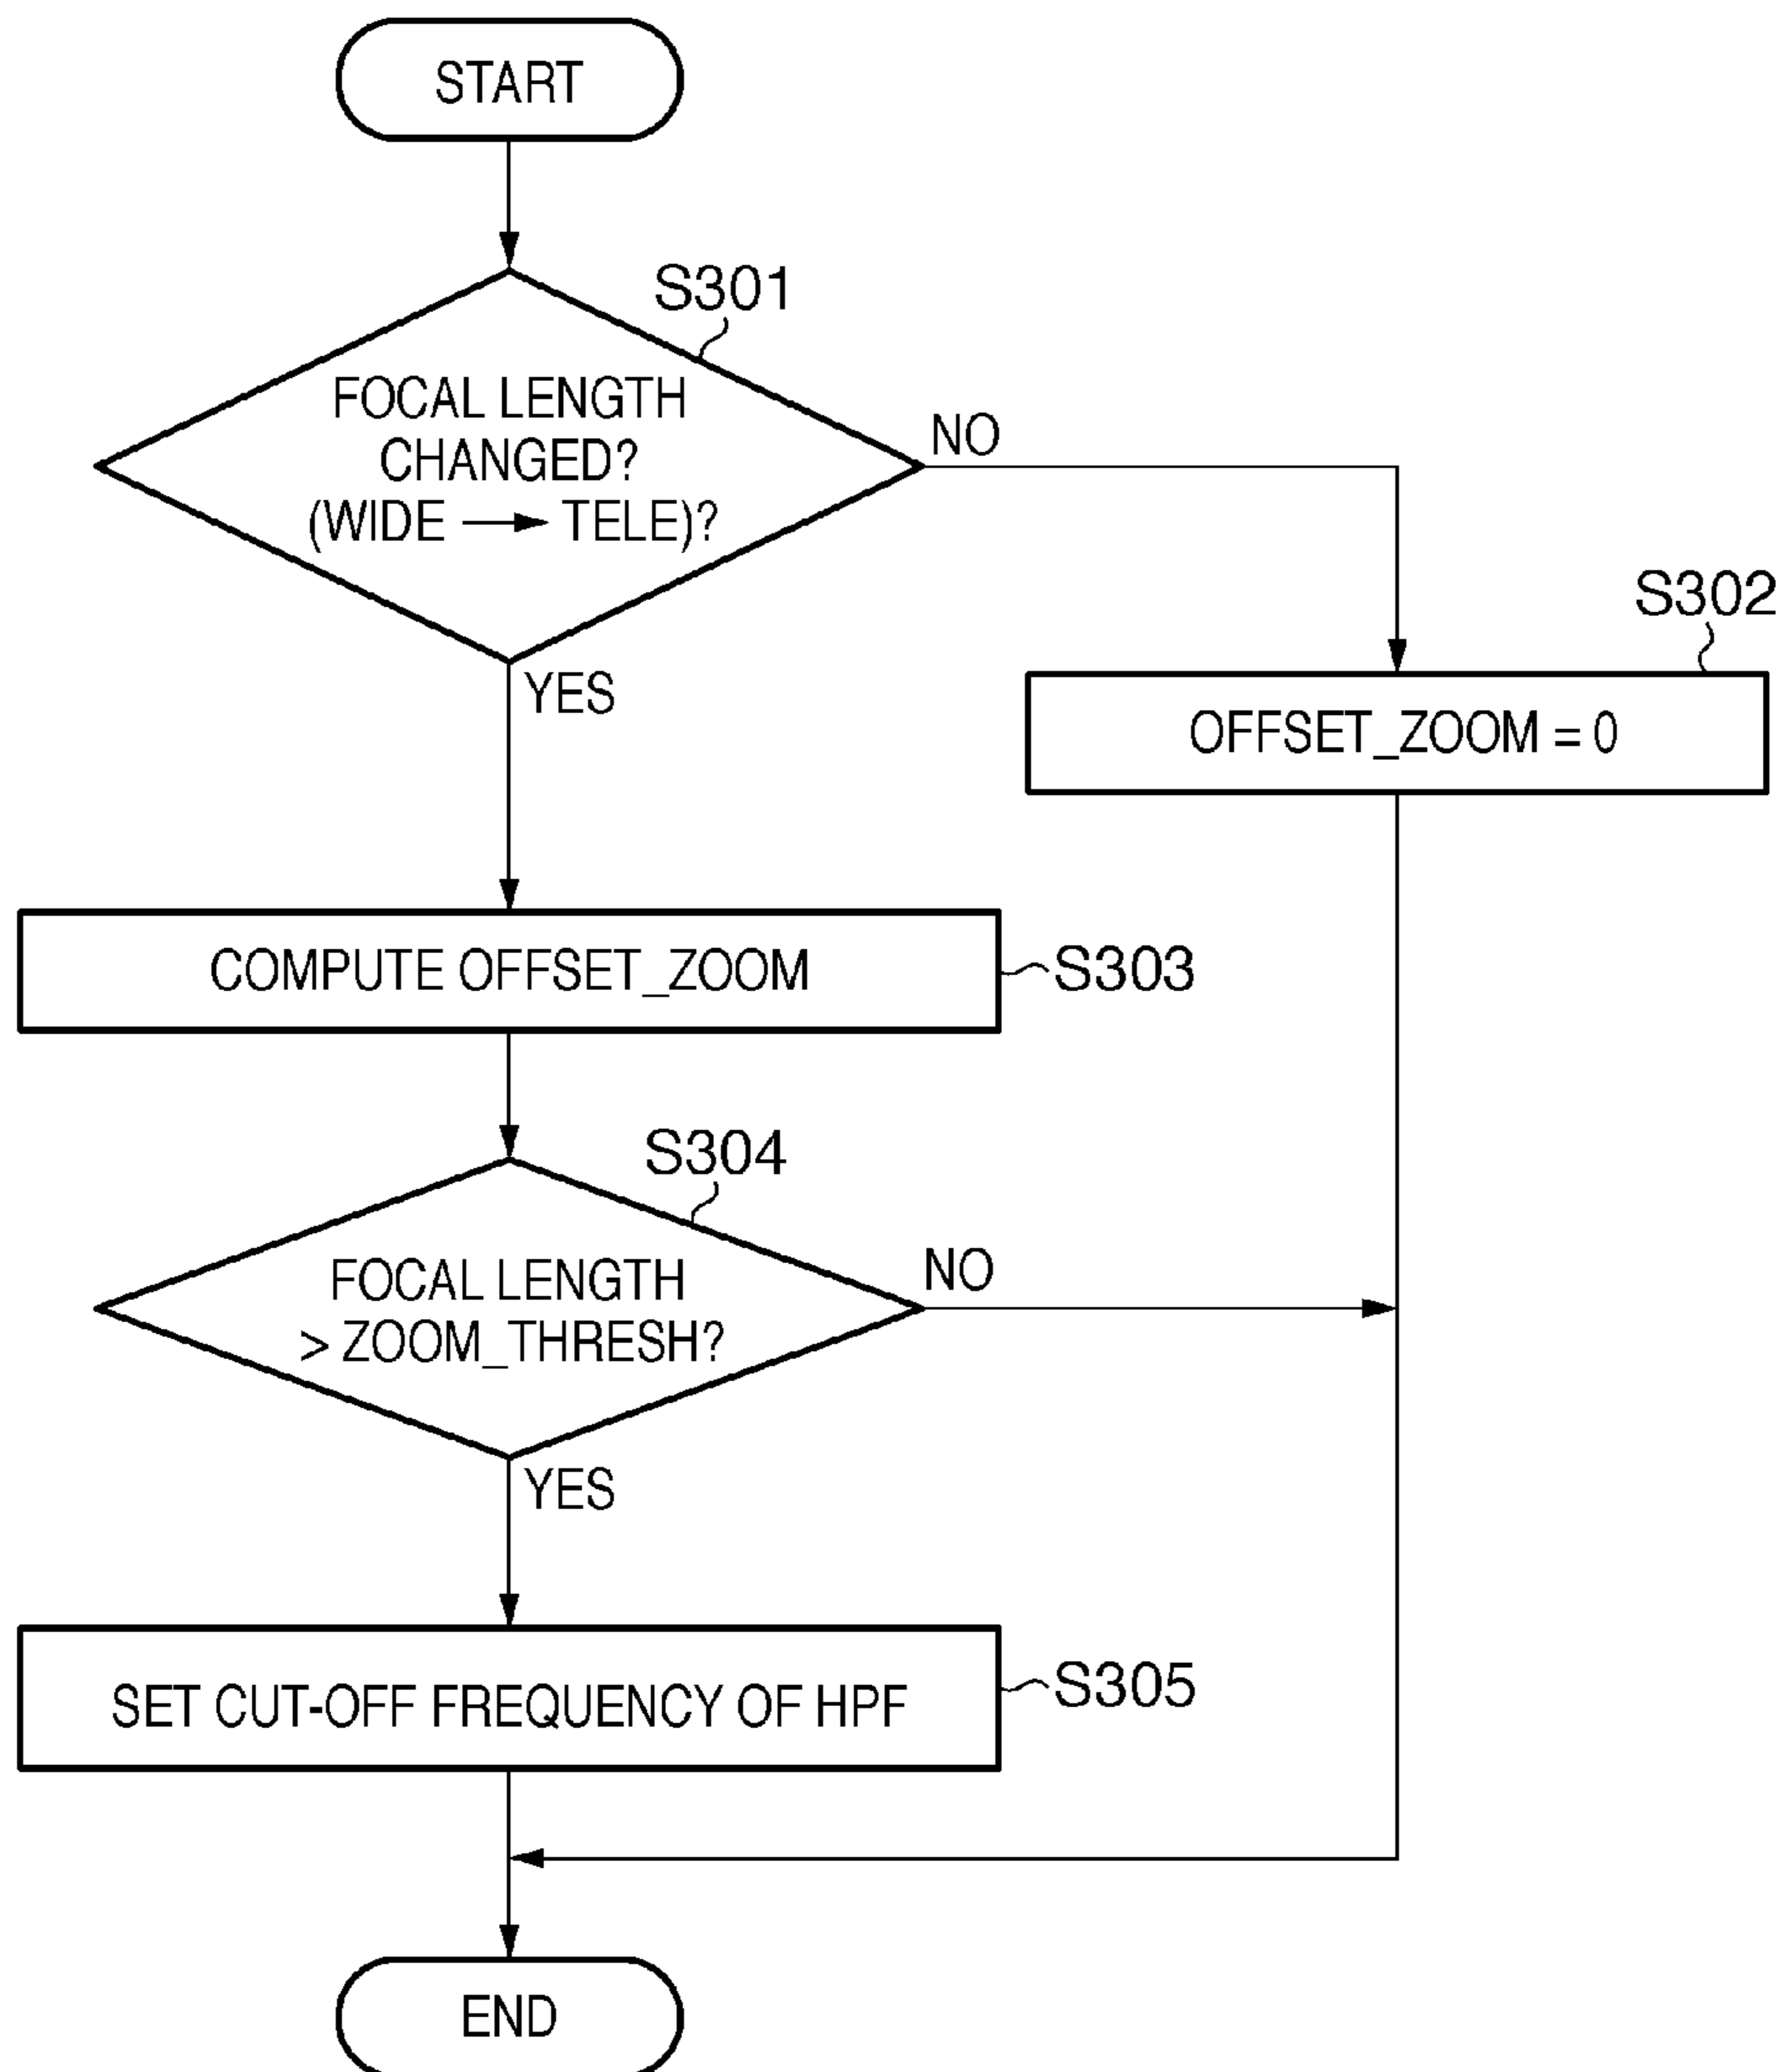 START
S301
FOCAL LENGTH
CHANGED?
(WIDE → TELE)?
NO
S302
YES
OFFSET_ZOOM = 0
COMPUTE OFFSET_ZOOM
S303
S304
FOCAL LENGTH
> ZOOM_THRESH?
NO
YES
SET CUT-OFF FREQUENCY OF HPF
S305
END